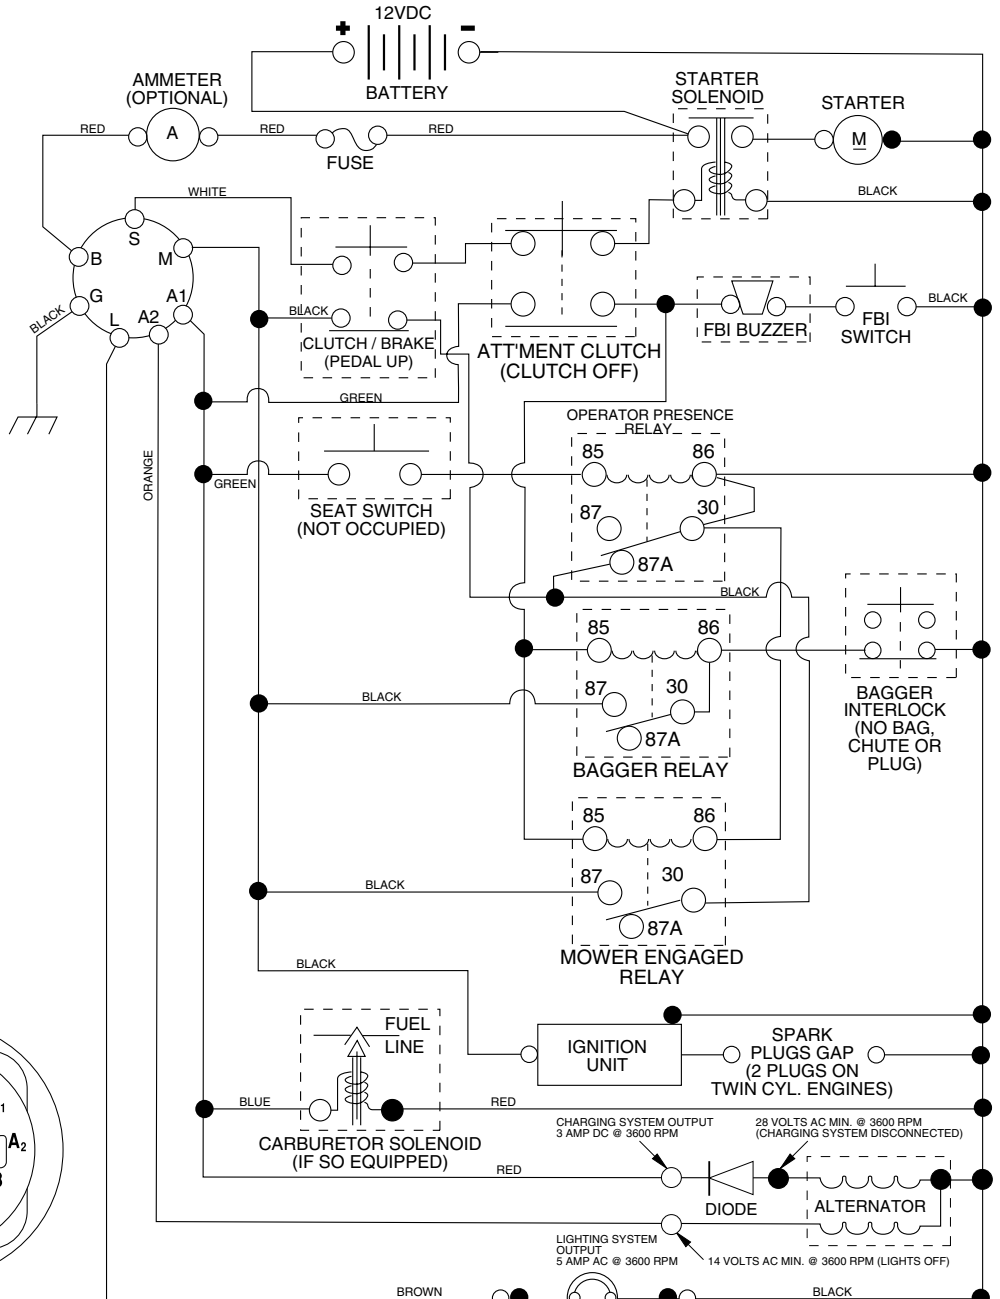 12VDC
+
-
BATTERY
AMMETER
(OPTIONAL)
STARTER
SOLENOID
STARTER
RED
A
RED
RED
FUSE
M
WHITE
BLACK
S
B
M
G
A1
L
A2
BLACK
BLACK
CLUTCH / BRAKE
(PEDAL UP)
ATT'MENT CLUTCH
(CLUTCH OFF)
FBI BUZZER
FBI
SWITCH
BLACK
GREEN
OPERATOR PRESENCE
RELAY
85
86
ORANGE
GREEN
SEAT SWITCH
(NOT OCCUPIED)
87
30
87A
BLACK
85
86
87
30
87A
BLACK
BAGGER RELAY
BAGGER
INTERLOCK
(NO BAG,
CHUTE OR
PLUG)
85
86
87
30
87A
BLACK
MOWER ENGAGED
RELAY
BLACK
FUEL
LINE
IGNITION
UNIT
SPARK
PLUGS GAP
(2 PLUGS ON
TWIN CYL. ENGINES)
BLUE
RED
CARBURETOR SOLENOID
(IF SO EQUIPPED)
CHARGING SYSTEM OUTPUT
3 AMP DC @ 3600 RPM
28 VOLTS AC MIN. @ 3600 RPM
(CHARGING SYSTEM DISCONNECTED)
1
A2
RED
DIODE
ALTERNATOR
LIGHTING SYSTEM
OUTPUT
5 AMP AC @ 3600 RPM
14 VOLTS AC MIN. @ 3600 RPM (LIGHTS OFF)
BROWN
BLACK